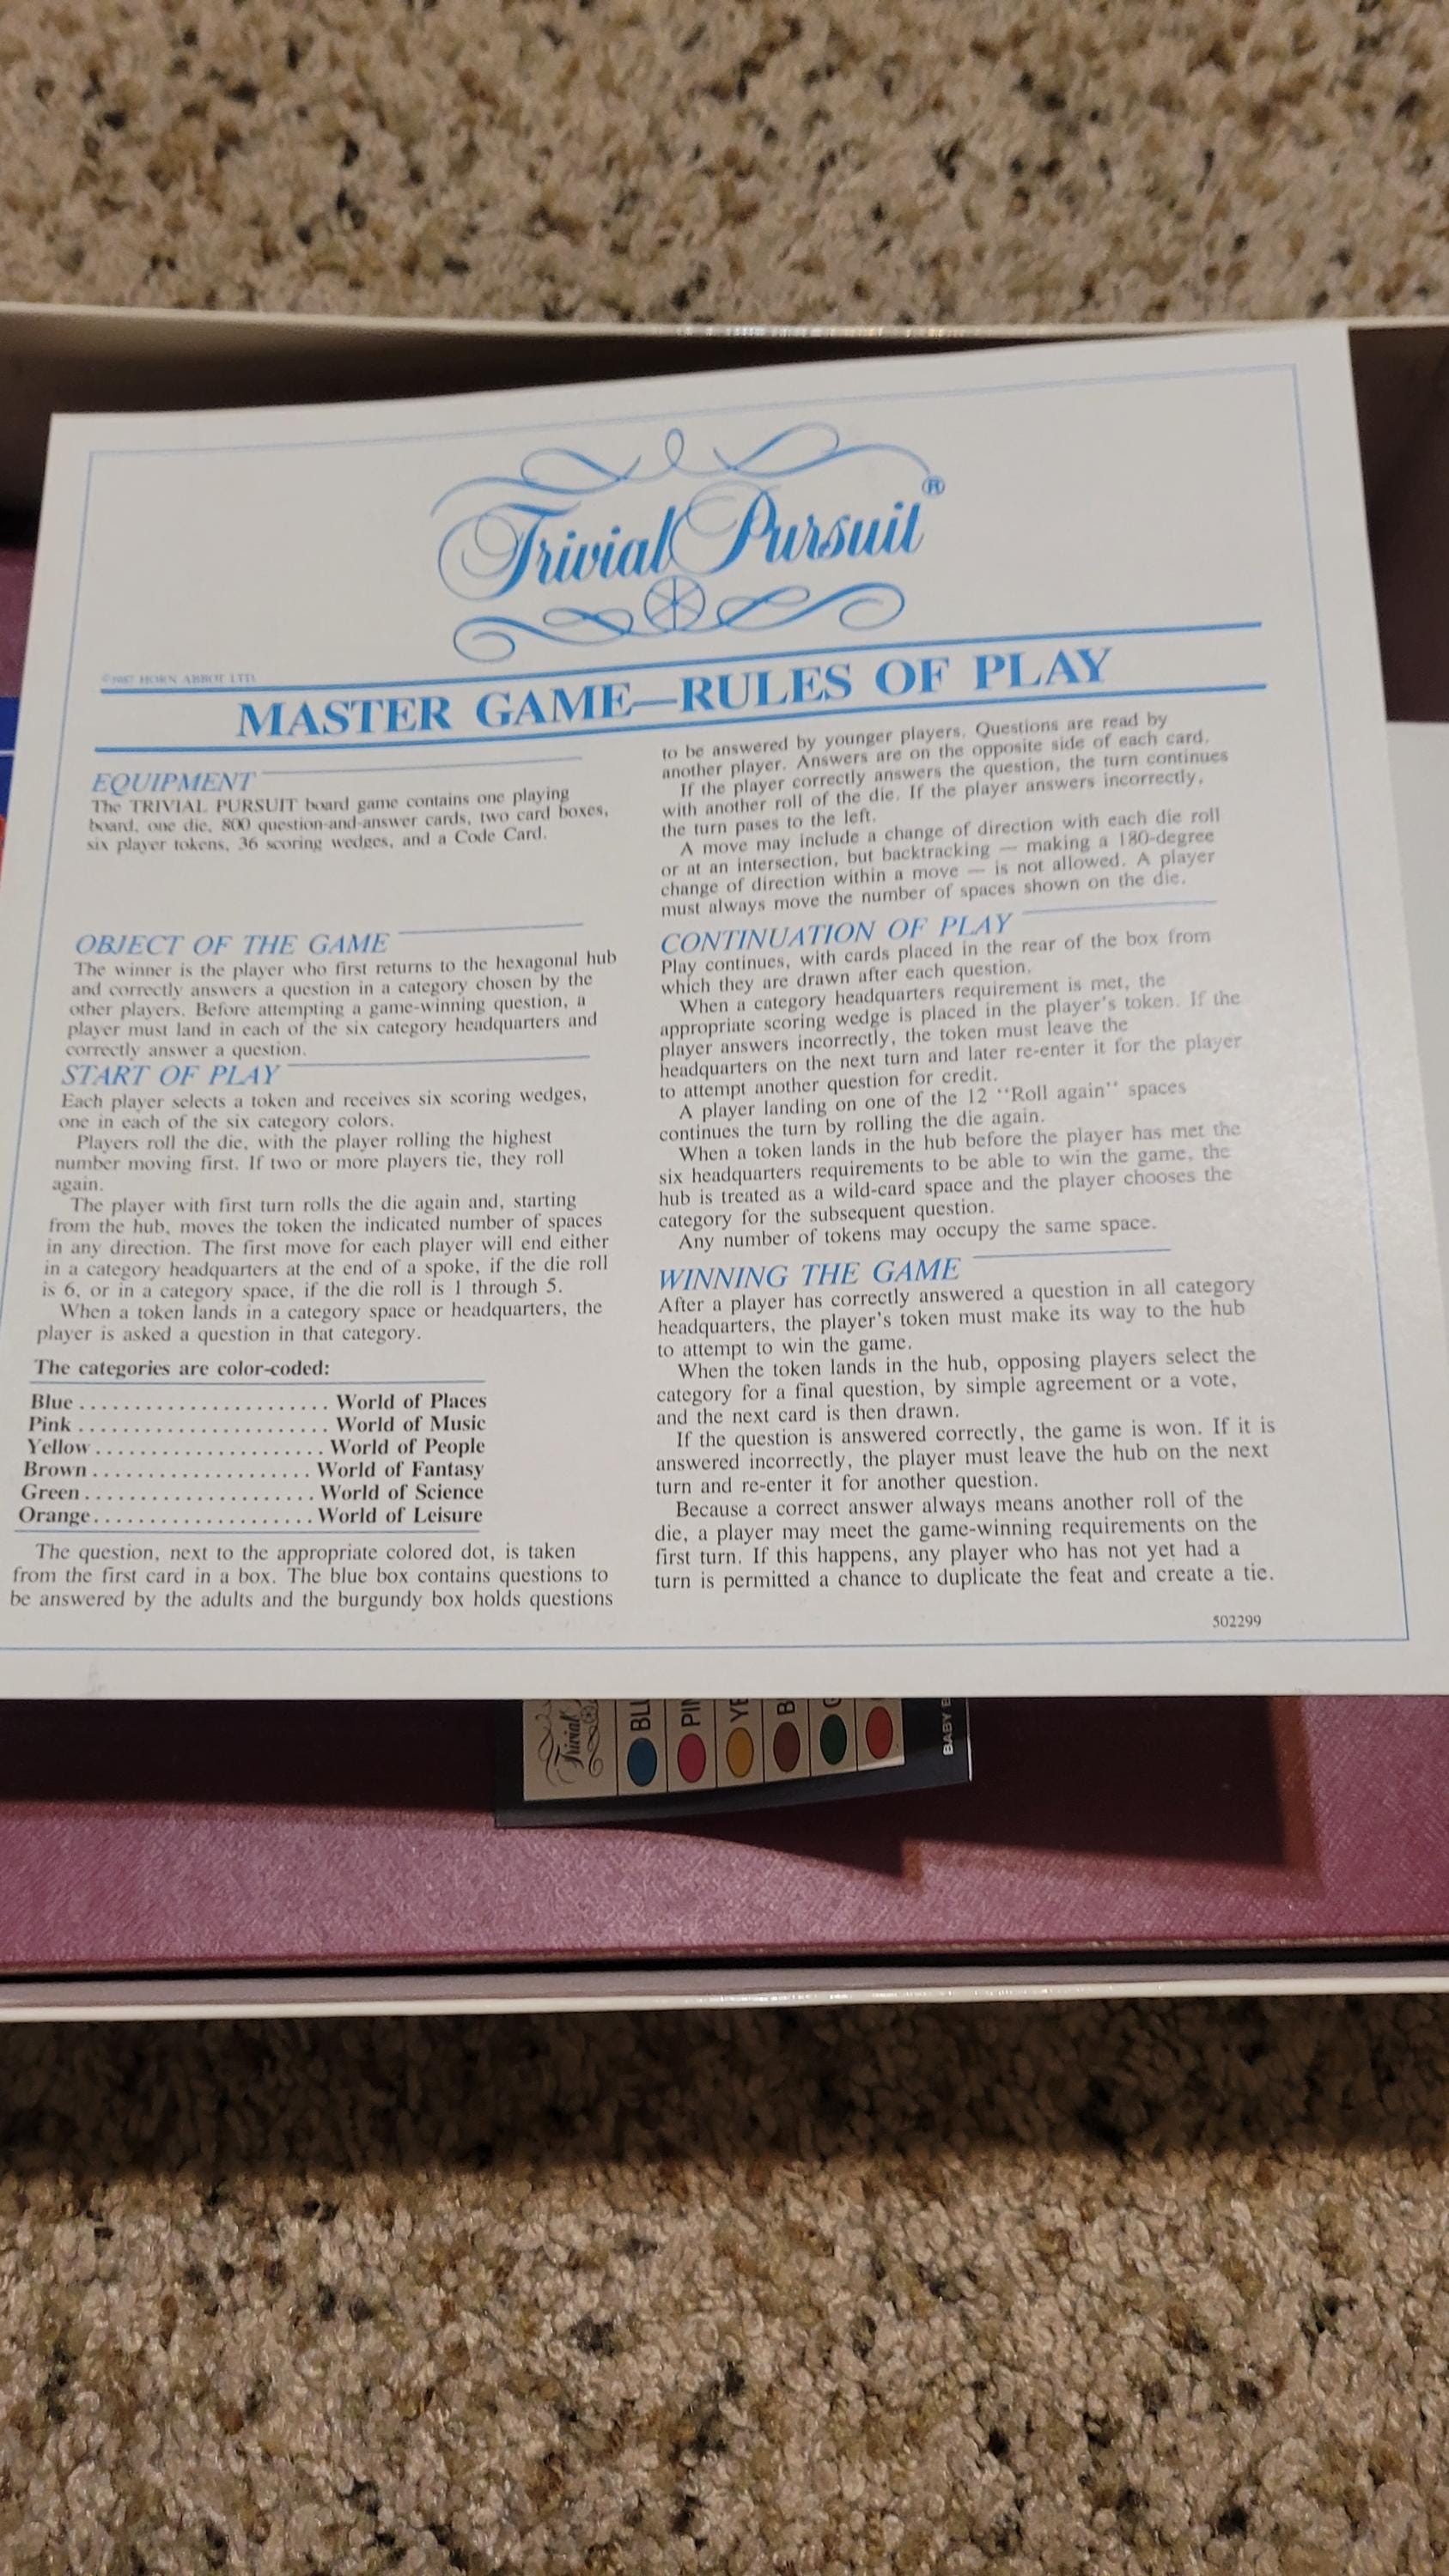 Trivial Pursuit®
©1987 HORN ABBOT LTD.
MASTER GAME—RULES OF PLAY
EQUIPMENT
The TRIVIAL PURSUIT board game contains one playing
board, one die, 800 question-and-answer cards, two card boxes,
six player tokens, 36 scoring wedges, and a Code Card.
OBJECT OF THE GAME
The winner is the player who first returns to the hexagonal hub
and correctly answers a question in a category chosen by the
other players. Before attempting a game-winning question, a
player must land in each of the six category headquarters and
correctly answer a question.
START OF PLAY
Each player selects a token and receives six scoring wedges,
one in each of the six category colors.
Players roll the die, with the player rolling the highest
number moving first. If two or more players tie, they roll
again.
The player with first turn rolls the die again and, starting
from the hub, moves the token the indicated number of spaces
in any direction. The first move for each player will end either
in a category headquarters at the end of a spoke, if the die roll
is 6, or in a category space, if the die roll is 1 through 5.
When a token lands in a category space or headquarters, the
player is asked a question in that category.
The categories are color-coded:
Blue ....................... World of Places
Pink ....................... World of Music
Yellow ..................... World of People
Brown .................... World of Fantasy
Green ..................... World of Science
Orange .................... World of Leisure
The question, next to the appropriate colored dot, is taken
from the first card in a box. The blue box contains questions to
be answered by the adults and the burgundy box holds questions
to be answered by younger players. Questions are read by
another player. Answers are on the opposite side of each card.
If the player correctly answers the question, the turn continues
with another roll of the die. If the player answers incorrectly,
the turn pases to the left.
A move may include a change of direction with each die roll
or at an intersection, but backtracking — making a 180-degree
change of direction within a move — is not allowed. A player
must always move the number of spaces shown on the die.
CONTINUATION OF PLAY
Play continues, with cards placed in the rear of the box from
which they are drawn after each question.
When a category headquarters requirement is met, the
appropriate scoring wedge is placed in the player's token. If the
player answers incorrectly, the token must leave the
headquarters on the next turn and later re-enter it for the player
to attempt another question for credit.
A player landing on one of the 12 "Roll again" spaces
continues the turn by rolling the die again.
When a token lands in the hub before the player has met the
six headquarters requirements to be able to win the game, the
hub is treated as a wild-card space and the player chooses the
category for the subsequent question.
Any number of tokens may occupy the same space.
WINNING THE GAME
After a player has correctly answered a question in all category
headquarters, the player's token must make its way to the hub
to attempt to win the game.
When the token lands in the hub, opposing players select the
category for a final question, by simple agreement or a vote,
and the next card is then drawn.
If the question is answered correctly, the game is won. If it is
answered incorrectly, the player must leave the hub on the next
turn and re-enter it for another question.
Because a correct answer always means another roll of the
die, a player may meet the game-winning requirements on the
first turn. If this happens, any player who has not yet had a
turn is permitted a chance to duplicate the feat and create a tie.
502299
Trivial
BLU
PIN
YE
B
G
BABY B